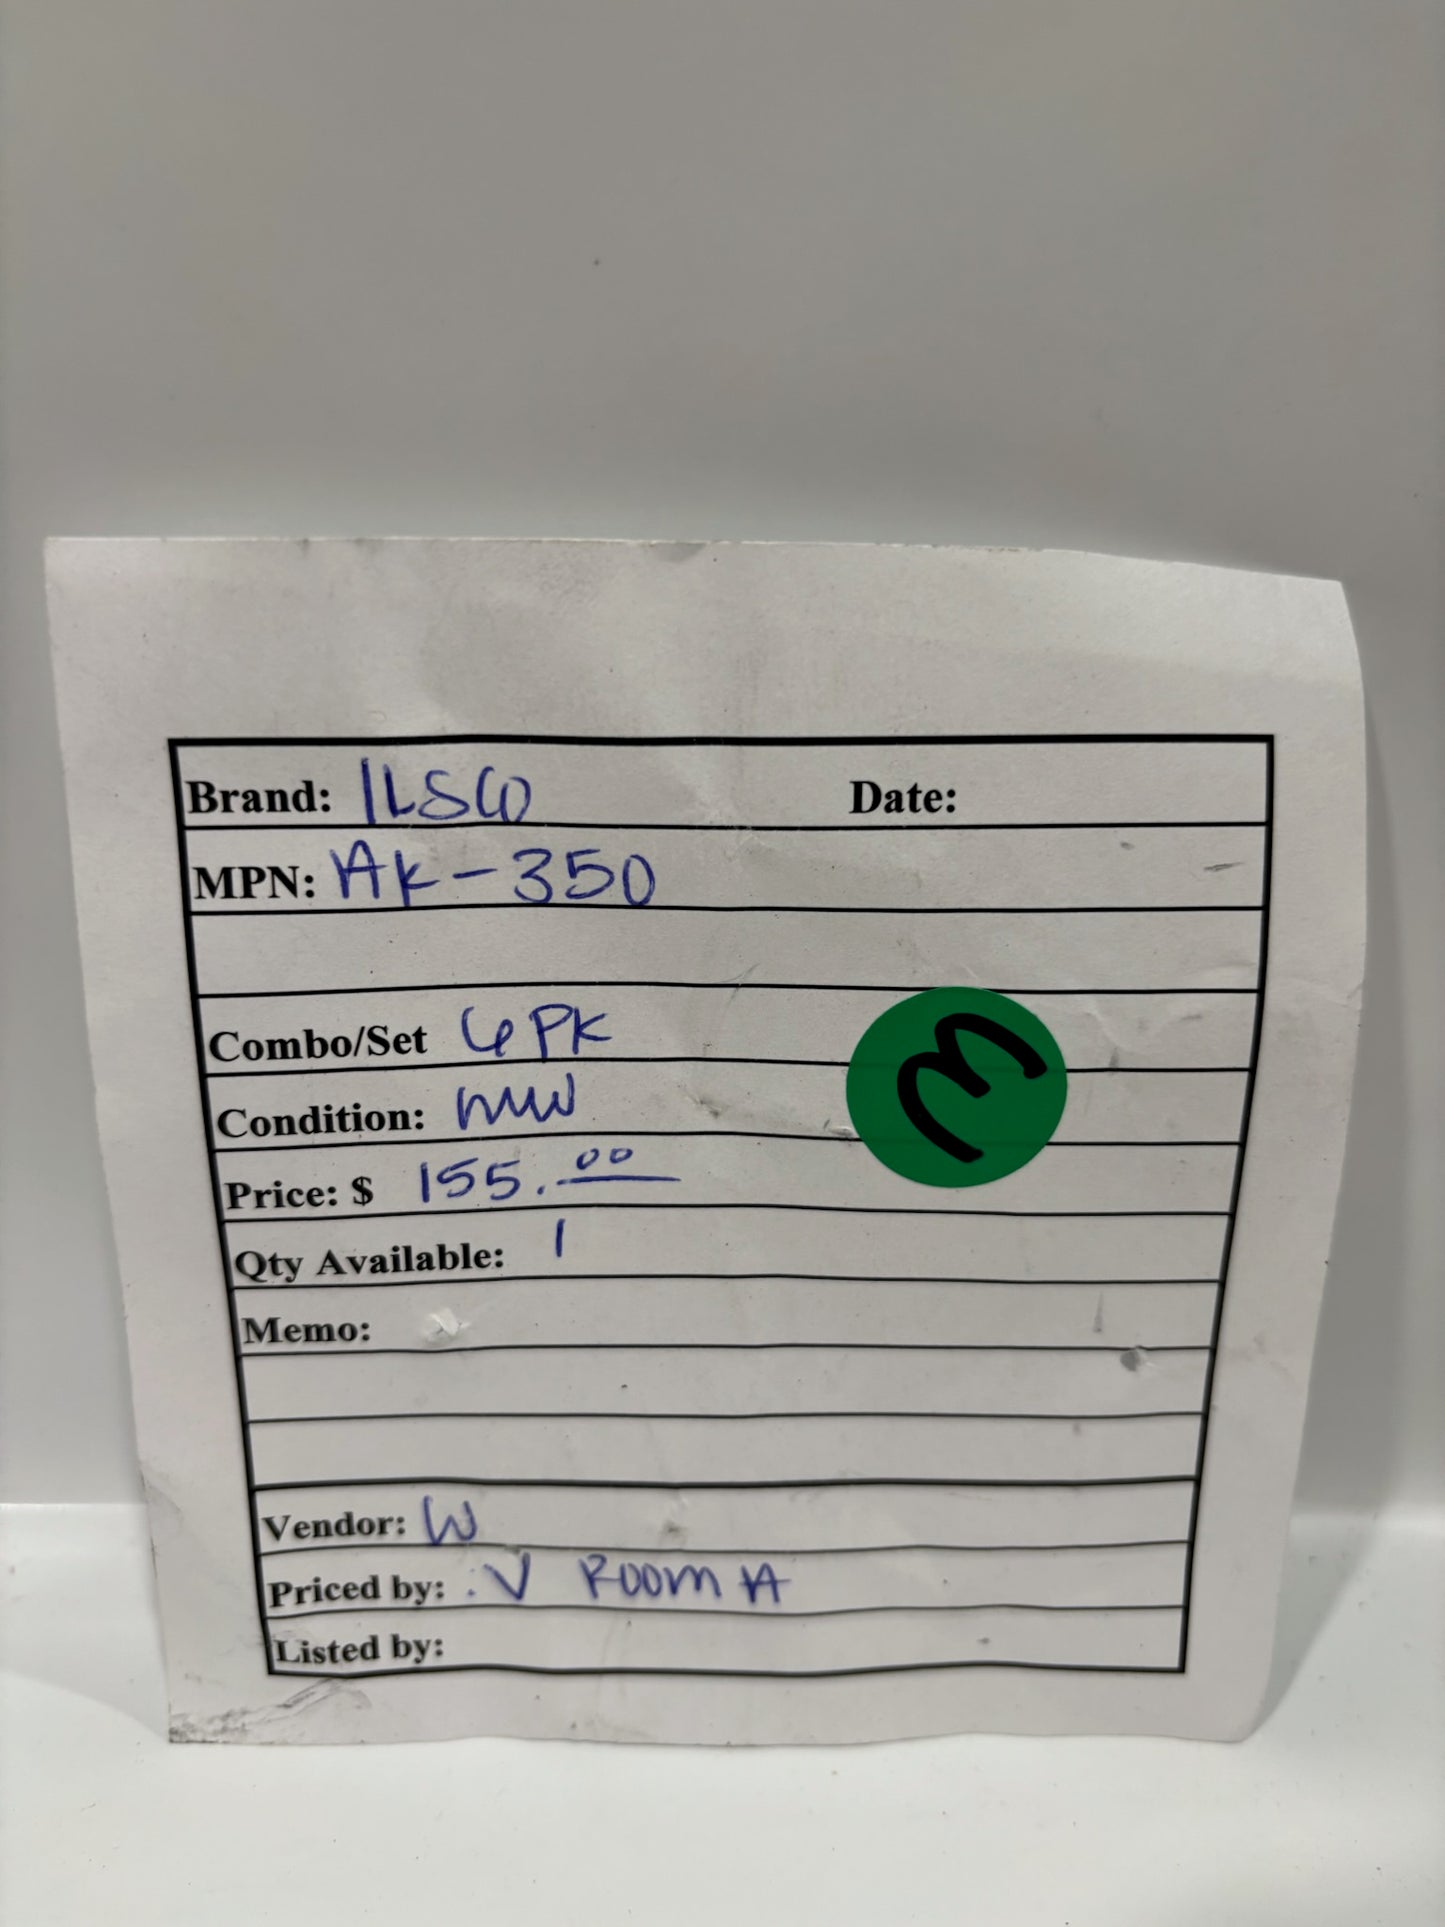 Brand: ILSCO Date:
MPN: AK-350
Combo/Set 6PK
Condition: new
Price: $ 155.00
Qty Available: 1
Memo:
Vendor: W
Priced by: V Room A
Listed by: